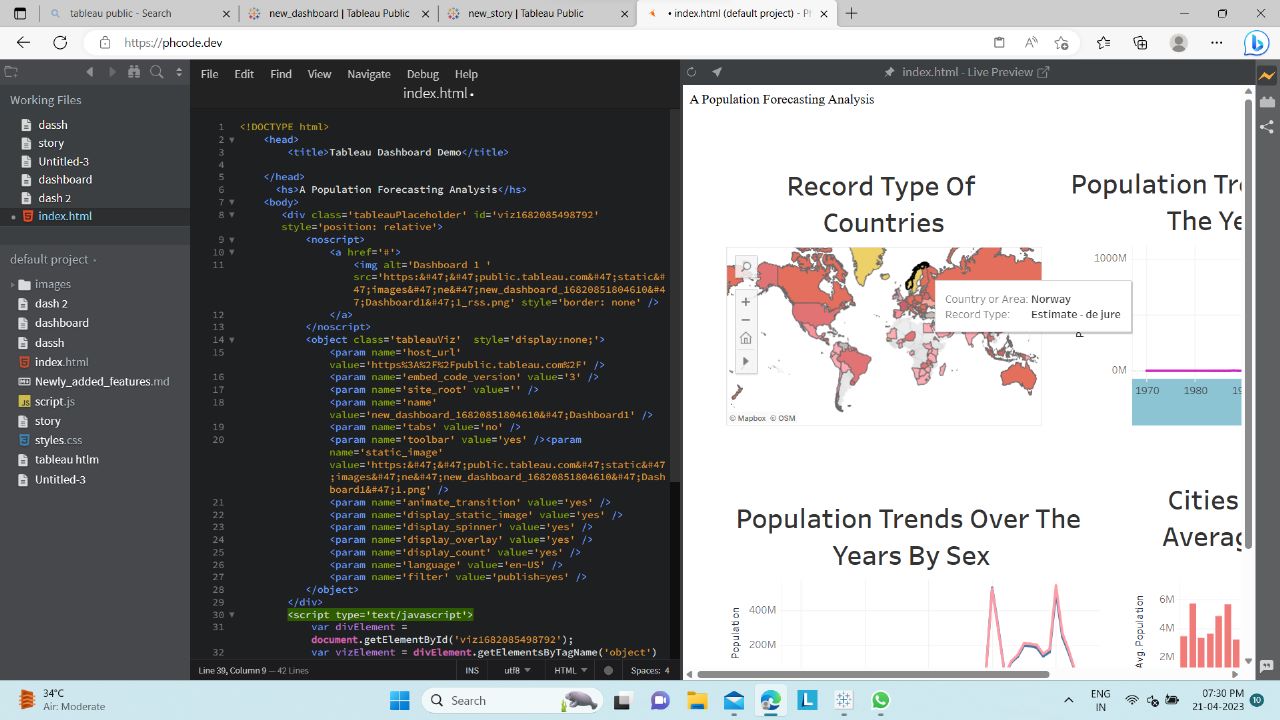 tableau public - Search
new_dashboard | Tableau Public
new_story | Tableau Public
• index.html (default project) - Ph
https://phcode.dev
File Edit Find View Navigate Debug Help
index.html •
index.html - Live Preview
Working Files
dassh
story
Untitled-3
dashboard
dash 2
index.html
default project
images
dash 2
dashboard
dassh
index.html
Newly_added_features.md
script.js
story
styles.css
tableau htlm
Untitled-3
1 <!DOCTYPE html>
2 <head>
3 <title>Tableau Dashboard Demo</title>
4
5 </head>
6 <hs>A Population Forecasting Analysis</hs>
7 <body>
8 <div class='tableauPlaceholder' id='viz1682085498792'
style='position: relative'>
9 <noscript>
10 <a href='#'>
11 <img alt='Dashboard 1 '
src='https:&#47;&#47;public.tableau.com&#47;static&#
47;images&#47;ne&#47;new_dashboard_16820851804610&#4
7;Dashboard1&#47;1_rss.png' style='border: none' />
12 </a>
13 </noscript>
14 <object class='tableauViz'  style='display:none;'>
15 <param name='host_url'
value='https%3A%2F%2Fpublic.tableau.com%2F' />
16 <param name='embed_code_version' value='3' />
17 <param name='site_root' value='' />
18 <param name='name'
value='new_dashboard_16820851804610&#47;Dashboard1' />
19 <param name='tabs' value='no' />
20 <param name='toolbar' value='yes' /><param
name='static_image'
value='https:&#47;&#47;public.tableau.com&#47;static&#47
;images&#47;ne&#47;new_dashboard_16820851804610&#47;Das
hboard1&#47;1.png' />
21 <param name='animate_transition' value='yes' />
22 <param name='display_static_image' value='yes' />
23 <param name='display_spinner' value='yes' />
24 <param name='display_overlay' value='yes' />
25 <param name='display_count' value='yes' />
26 <param name='language' value='en-US' />
27 <param name='filter' value='publish=yes' />
28 </object>
29 </div>
30 <script type='text/javascript'>
31 var divElement =
document.getElementById('viz1682085498792');
32 var vizElement = divElement.getElementsByTagName('object')
Line 39, Column 9 — 42 Lines
INS utf8 HTML Spaces: 4
A Population Forecasting Analysis
Record Type Of
Countries
Country or Area: Norway
Record Type: Estimate - de jure
© Mapbox © OSM
Population Tre
The Ye
1000M
0M
P
1970 1980 19
Population Trends Over The
Years By Sex
Population
400M
200M
Cities
Averag
Avg. Population
6M
4M
2M
34°C
Air: Moderate
Search
ENG
IN
07:30 PM
21-04-2023
10